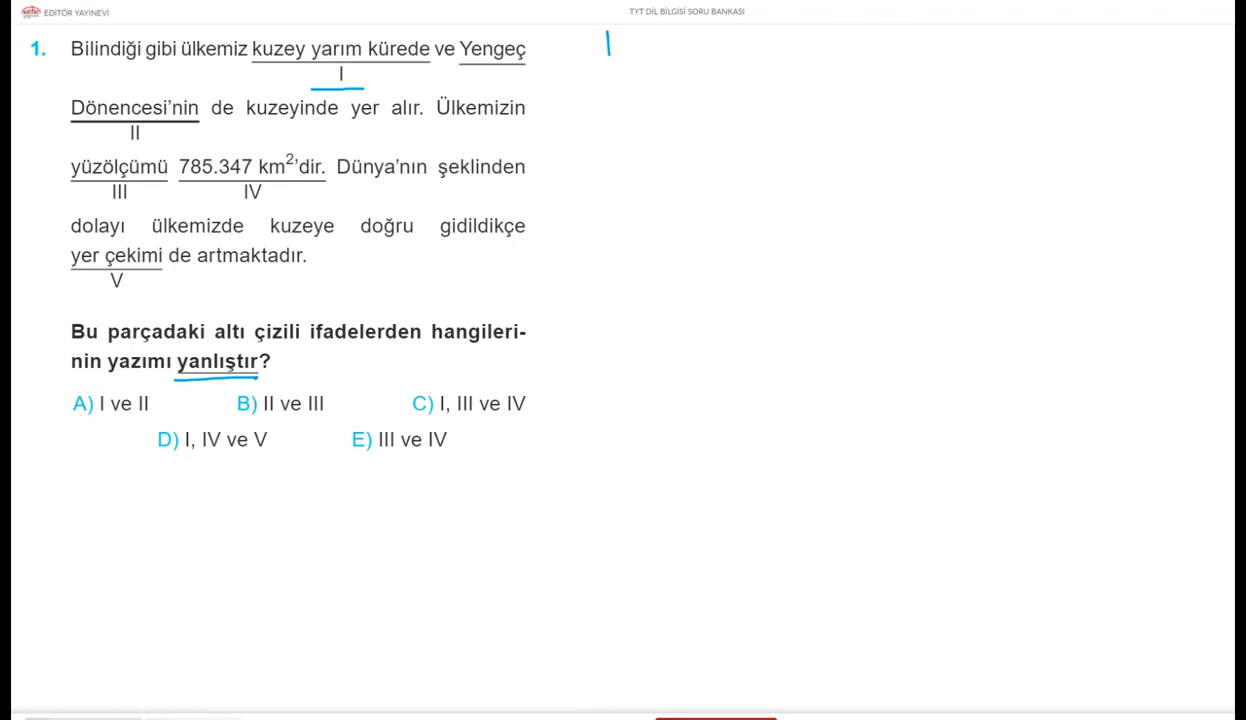 EDİTÖR YAYINEVİ
TYT DİL BİLGİSİ SORU BANKASI
1. Bilindiği gibi ülkemiz kuzey yarım kürede ve Yengeç
I
Dönencesi'nin de kuzeyinde yer alır. Ülkemizin
II
yüzölçümü 785.347 km²'dir. Dünya'nın şeklinden
III IV
dolayı ülkemizde kuzeye doğru gidildikçe
yer çekimi de artmaktadır.
V
Bu parçadaki altı çizili ifadelerden hangileri-
nin yazımı yanlıştır?
A) I ve II B) II ve III C) I, III ve IV
D) I, IV ve V E) III ve IV